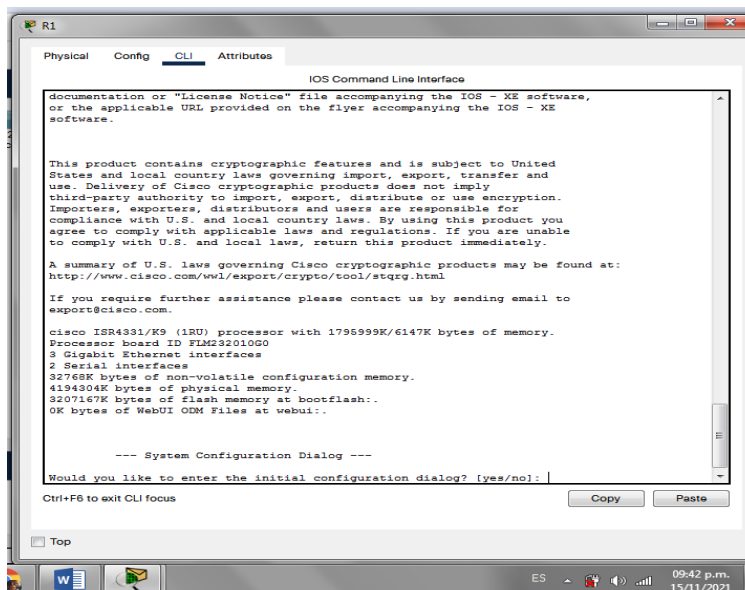 R1
Physical Config CLI Attributes
IOS Command Line Interface
documentation or "License Notice" file accompanying the IOS - XE software,
or the applicable URL provided on the flyer accompanying the IOS - XE
software.
This product contains cryptographic features and is subject to United
States and local country laws governing import, export, transfer and
use. Delivery of Cisco cryptographic products does not imply
third-party authority to import, export, distribute or use encryption.
Importers, exporters, distributors and users are responsible for
compliance with U.S. and local country laws. By using this product you
agree to comply with applicable laws and regulations. If you are unable
to comply with U.S. and local laws, return this product immediately.
A summary of U.S. laws governing Cisco cryptographic products may be found at:
http://www.cisco.com/wwl/export/crypto/tool/stqrg.html
If you require further assistance please contact us by sending email to
export@cisco.com.
cisco ISR4331/K9 (1RU) processor with 1795999K/6147K bytes of memory.
Processor board ID FLM232010G0
3 Gigabit Ethernet interfaces
2 Serial interfaces
32768K bytes of non-volatile configuration memory.
4194304K bytes of physical memory.
3207167K bytes of flash memory at bootflash:.
0K bytes of WebUI ODM Files at webui:.
--- System Configuration Dialog ---
Would you like to enter the initial configuration dialog? [yes/no]:
Ctrl+F6 to exit CLI focus
Copy Paste
Top
ES 09:42 p.m.
15/11/2021